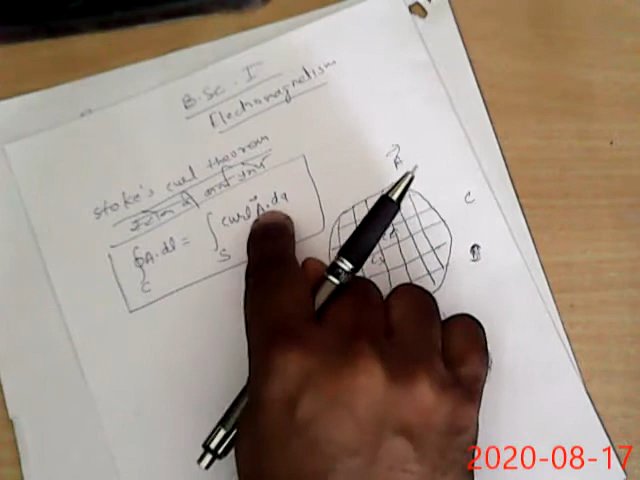 B.Sc. I
Electromagnetism
Stoke's curl theorem
∮A.dl = ∫ curl A⃗.da
C S
A⃗
C
2020-08-17